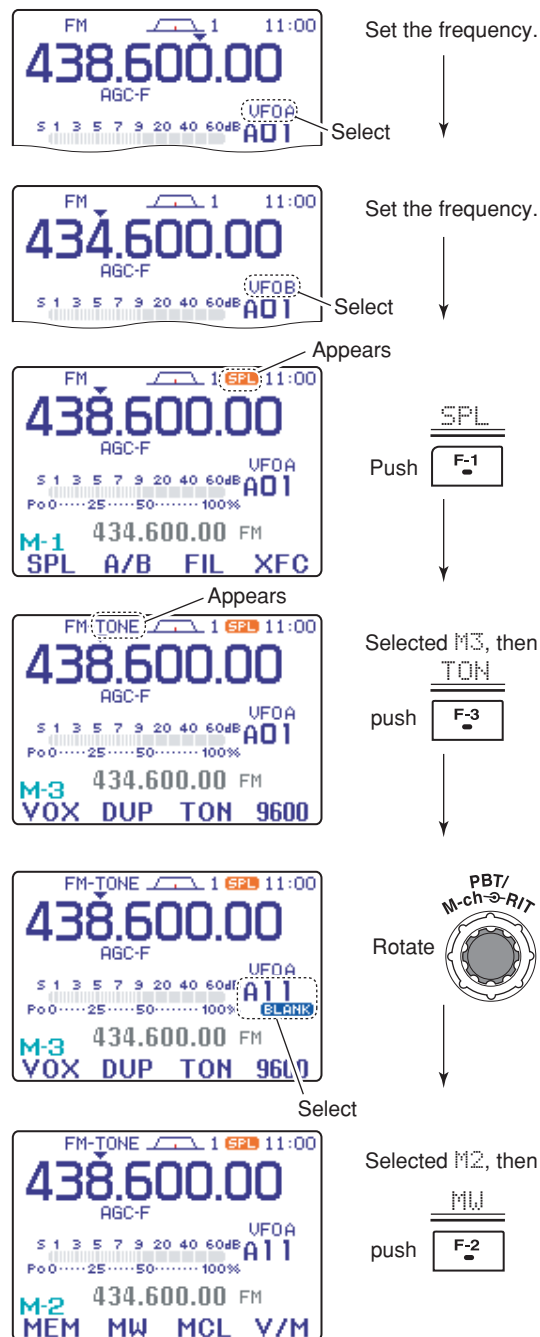 FM 1 11:00
438.600.00
AGC-F
VFOA
S 1 3 5 7 9 20 40 60dB A01
Set the frequency.
Select
FM 1 11:00
434.600.00
AGC-F
VFOB
S 1 3 5 7 9 20 40 60dB A01
Set the frequency.
Select
Appears
FM 1 SPL 11:00
438.600.00
AGC-F
VFOA
S 1 3 5 7 9 20 40 60dB A01
Po0····25····50·······100%
M-1 434.600.00 FM
SPL A/B FIL XFC
SPL
Push F-1
Appears
FM-TONE 1 SPL 11:00
438.600.00
AGC-F
VFOA
S 1 3 5 7 9 20 40 60dB A01
Po0····25····50·······100%
M-3 434.600.00 FM
VOX DUP TON 9600
Selected M3, then
TON
push F-3
FM-TONE 1 SPL 11:00
438.600.00
AGC-F
VFOA
S 1 3 5 7 9 20 40 60dB A11
Po0····25····50·······100% BLANK
M-3 434.600.00 FM
VOX DUP TON 9600
Select
PBT/
M-ch RIT
Rotate
FM-TONE 1 SPL 11:00
438.600.00
AGC-F
VFOA
S 1 3 5 7 9 20 40 60dB A11
Po0····25····50·······100%
M-2 434.600.00 FM
MEM MW MCL V/M
Selected M2, then
MW
push F-2